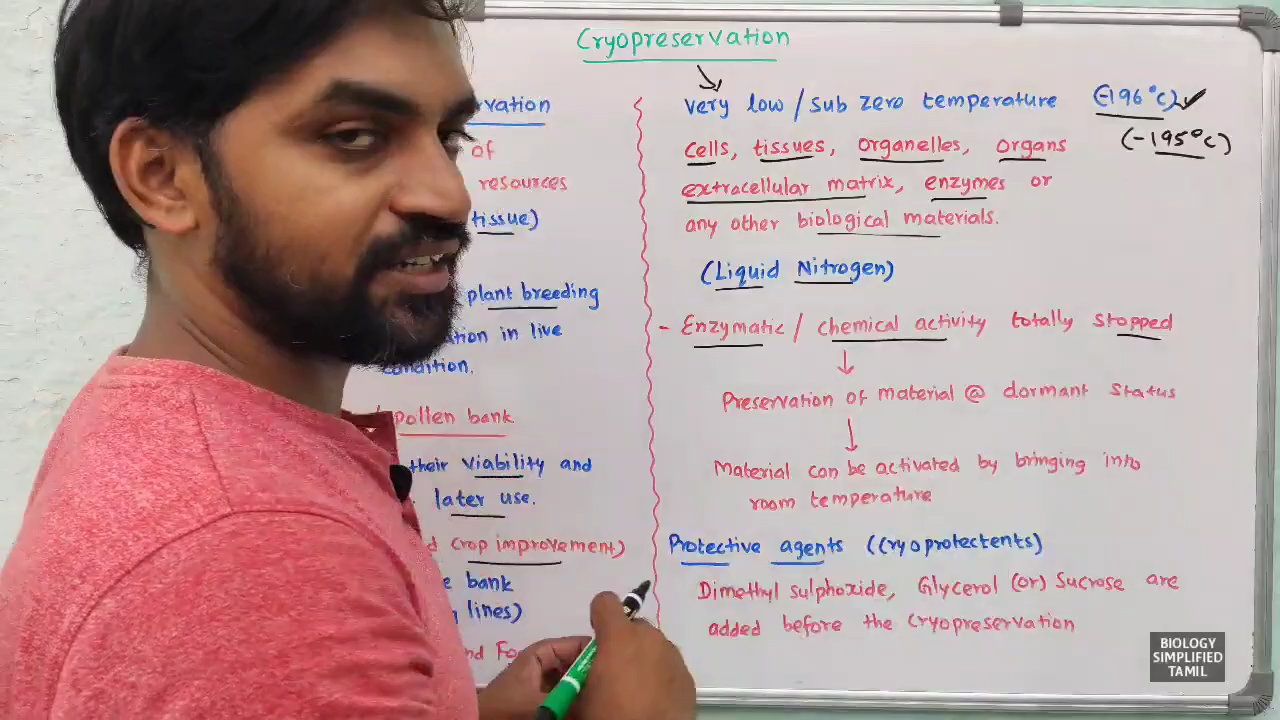 Cryopreservation
vation
of
resources
tissue)
plant breeding
ation in live
condition.
pollen bank
their viability and
later use.
crop improvement)
bank
lines)
and
very low / sub zero temperature (-196°C)
(-195°C)
cells, tissues, organelles, organs
extracellular matrix, enzymes or
any other biological materials.
(Liquid Nitrogen)
- Enzymatic / chemical activity totally stopped
Preservation of material @ dormant status
Material can be activated by bringing into
room temperature
Protective agents (Cryoprotectents)
Dimethyl sulphoxide, Glycerol (or) Sucrose are
added before the cryopreservation
BIOLOGY
SIMPLIFIED
TAMIL